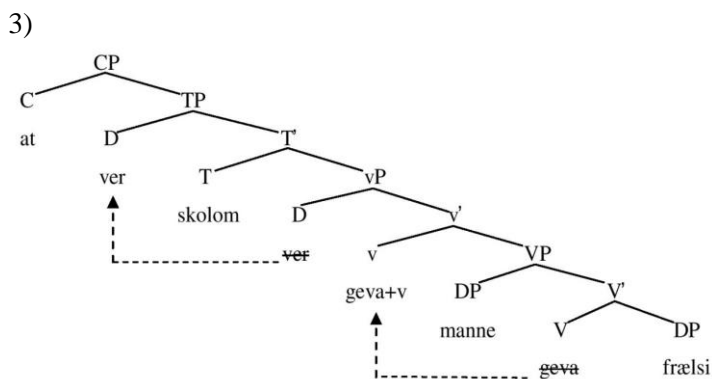 3)
CP
C TP
at D T'
ver T vP
skolom D v'
ver v VP
geva+v DP V'
manne V DP
geva frælsi